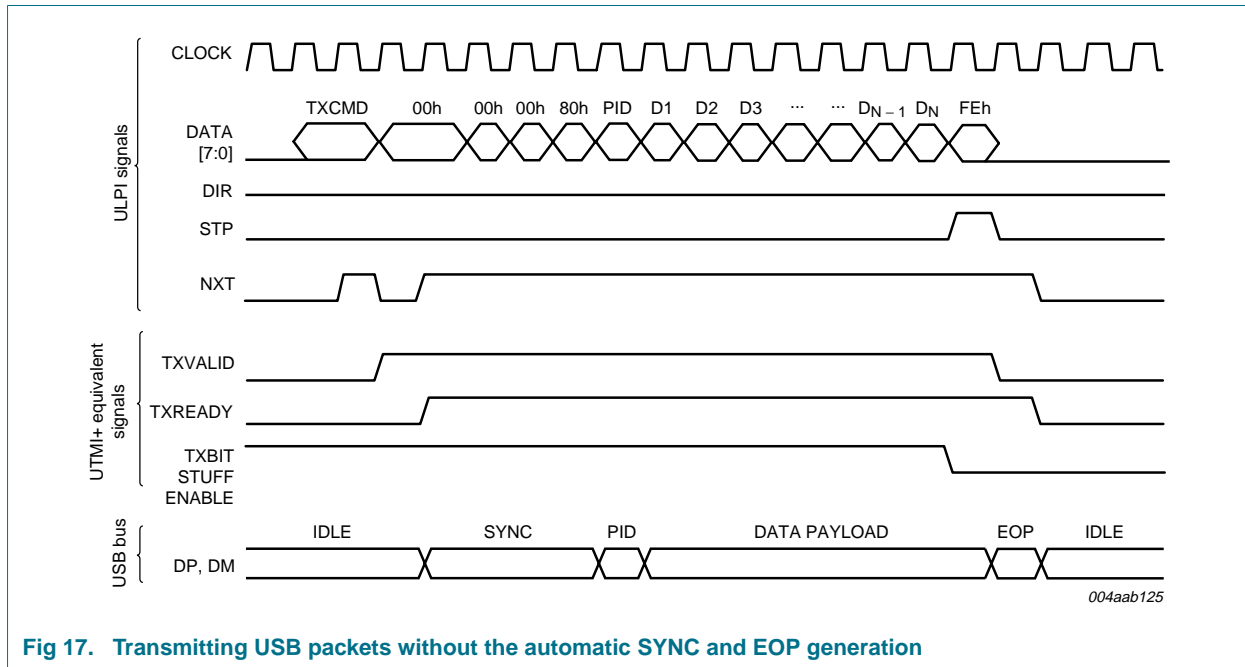 CLOCK
TXCMD 00h 00h 00h 80h PID D1 D2 D3 ... ... DN – 1 DN FEh
DATA
[7:0]
DIR
STP
NXT
ULPI signals
TXVALID
TXREADY
TXBIT
STUFF
ENABLE
UTMI+ equivalent
signals
IDLE SYNC PID DATA PAYLOAD EOP IDLE
DP, DM
USB bus
004aab125
Fig 17. Transmitting USB packets without the automatic SYNC and EOP generation